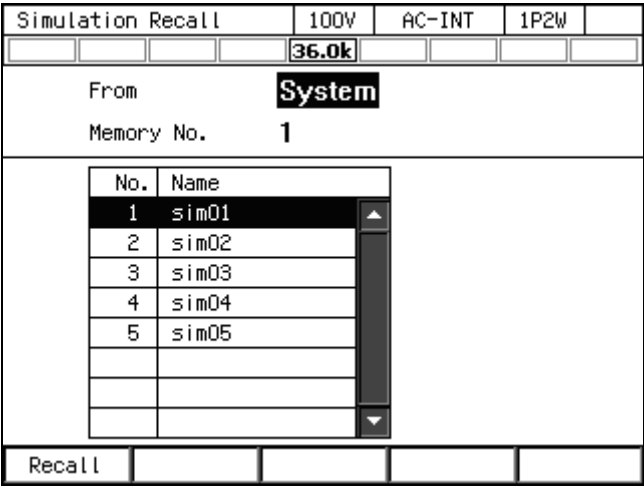 Simulation Recall 100V AC-INT 1P2W
36.0k
From System
Memory No. 1
No. Name
1 sim01
2 sim02
3 sim03
4 sim04
5 sim05
Recall